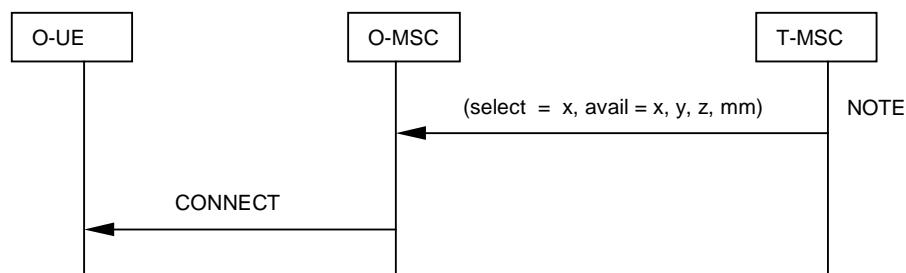 O-UE
O-MSC
T-MSC
(select = x, avail = x, y, z, mm)
NOTE
CONNECT